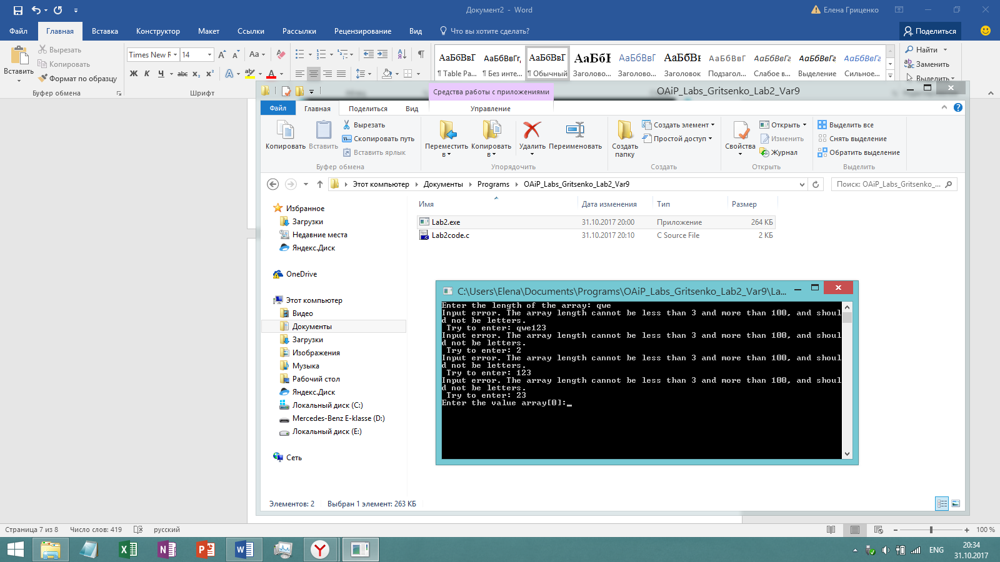 Документ2 - Word
Елена Гриценко
Файл Главная Вставка Конструктор Макет Ссылки Рассылки Рецензирование Вид Что вы хотите сделать? Поделиться
Вставить
Вырезать
Копировать
Формат по образцу
Буфер обмена
Times New F 14
Aa
Ж К Ч abc x₂ x²
Шрифт
АаБбВвГ АаБбВвГг, АаБбВвГ АаБбІ АаБбВвГ АаБбВв АаБбВвГ АаБбВвГг АаБбВвГг АаБбВвГг
¶ Table Pa... ¶ Без инте... ¶ Обычный Заголово... Заголово... Заголовок Подзагол... Слабое в... Выделение Сильное...
Найти
Заменить
Выделить
Средства работы с приложениями
OAiP_Labs_Gritsenko_Lab2_Var9
Файл Главная Поделиться Вид Управление
Копировать Вставить
Вырезать
Скопировать путь
Вставить ярлык
Буфер обмена
Переместить в
Копировать в
Удалить
Переименовать
Упорядочить
Создать папку
Создать элемент
Простой доступ
Создать
Свойства
Открыть
Изменить
Журнал
Открыть
Выделить все
Снять выделение
Обратить выделение
Выделить
Этот компьютер Документы Programs OAiP_Labs_Gritsenko_Lab2_Var9
Поиск: OAiP_Labs_Gritsenko_...
Имя Дата изменения Тип Размер
Lab2.exe 31.10.2017 20:00 Приложение 264 КБ
Lab2code.c 31.10.2017 20:10 C Source File 2 КБ
Избранное
Загрузки
Недавние места
Яндекс.Диск
OneDrive
Этот компьютер
Видео
Документы
Загрузки
Изображения
Музыка
Рабочий стол
Яндекс.Диск
Локальный диск (C:)
Mercedes-Benz E-klasse (D:)
Локальный диск (E:)
Сеть
C:\Users\Elena\Documents\Programs\OAiP_Labs_Gritsenko_Lab2_Var9\La...
Enter the length of the array: qwe
Input error. The array length cannot be less than 3 and more than 100, and shoul
d not be letters.
Try to enter: qwe123
Input error. The array length cannot be less than 3 and more than 100, and shoul
d not be letters.
Try to enter: 2
Input error. The array length cannot be less than 3 and more than 100, and shoul
d not be letters.
Try to enter: 123
Input error. The array length cannot be less than 3 and more than 100, and shoul
d not be letters.
Try to enter: 23
Enter the value array[0]:_
Элементов: 2 Выбран 1 элемент: 263 КБ
Страница 7 из 8 Число слов: 419 русский 100 %
ENG
20:34
31.10.2017